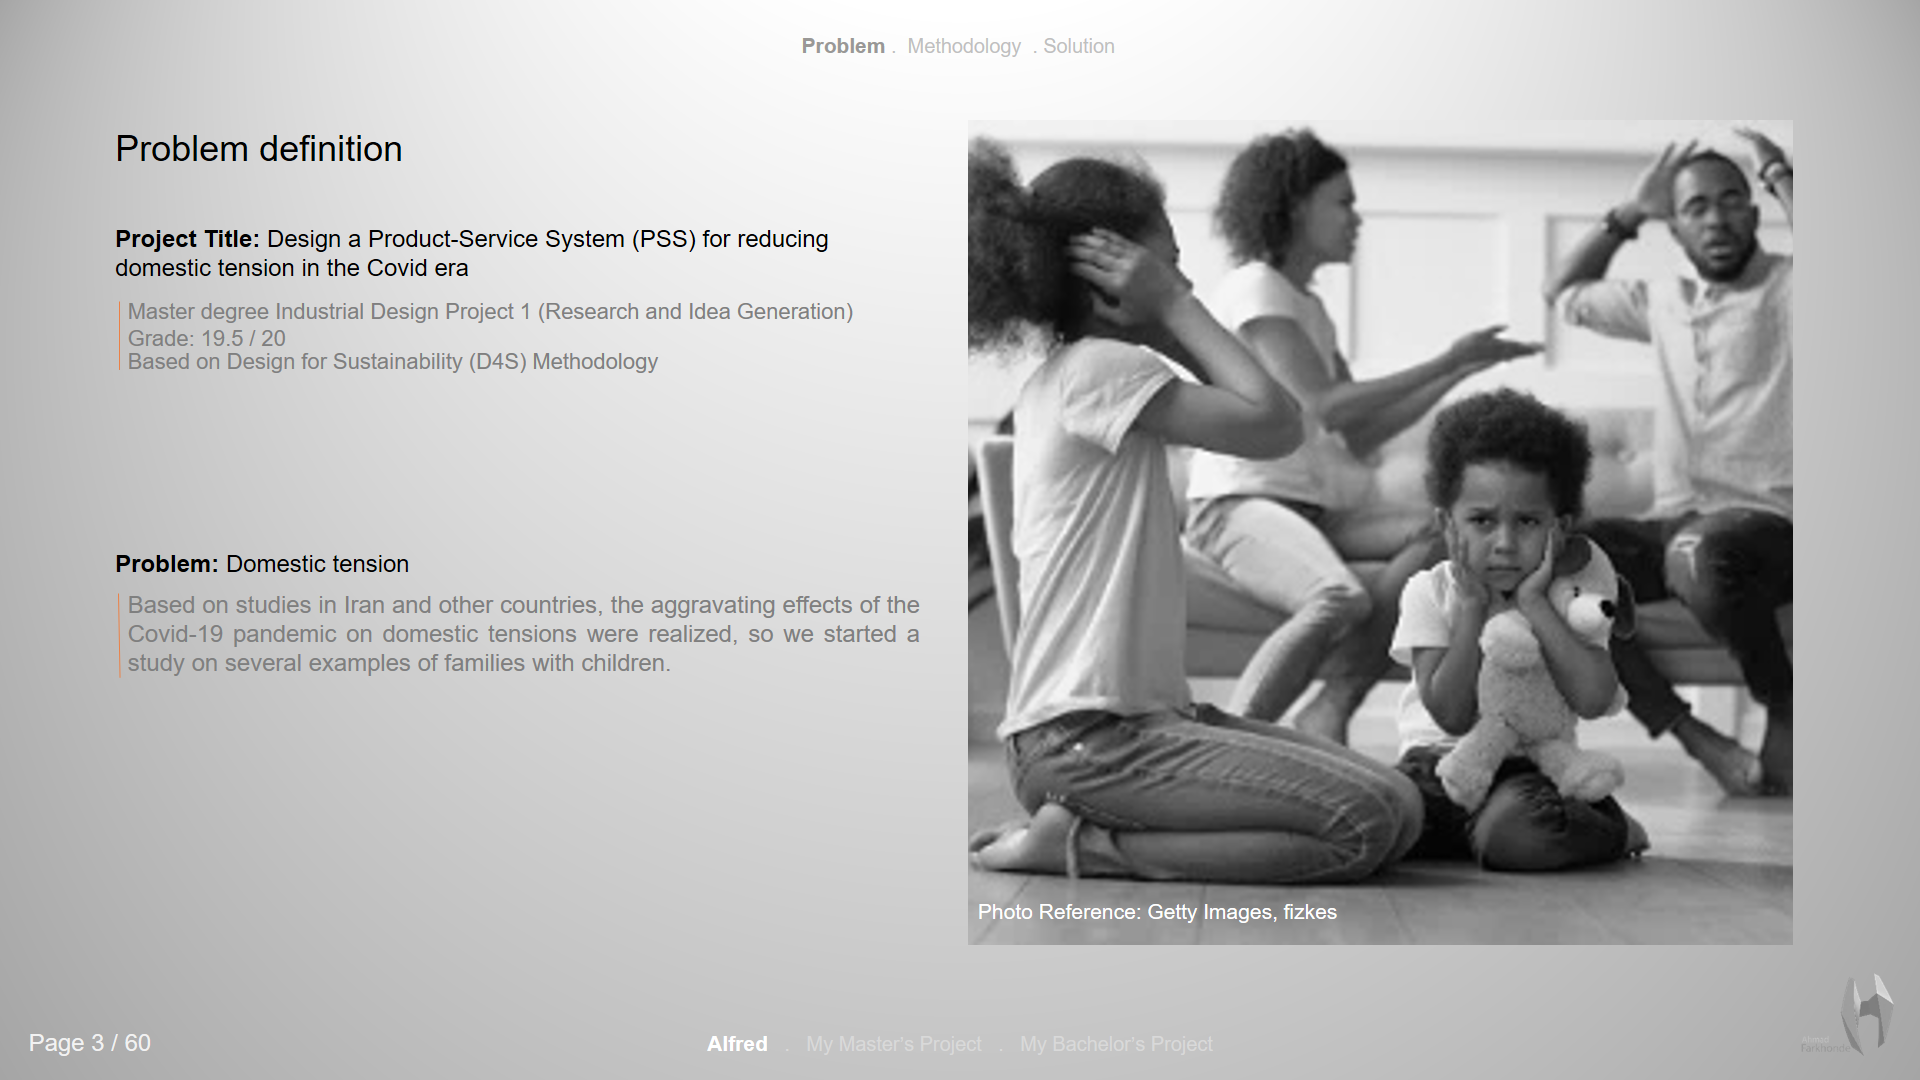 Problem . Methodology . Solution
Problem definition
Project Title: Design a Product-Service System (PSS) for reducing
domestic tension in the Covid era
Master degree Industrial Design Project 1 (Research and Idea Generation)
Grade: 19.5 / 20
Based on Design for Sustainability (D4S) Methodology
Problem: Domestic tension
Based on studies in Iran and other countries, the aggravating effects of the
Covid-19 pandemic on domestic tensions were realized, so we started a
study on several examples of families with children.
Photo Reference: Getty Images, fizkes
Page 3 / 60
Alfred . My Master's Project . My Bachelor's Project